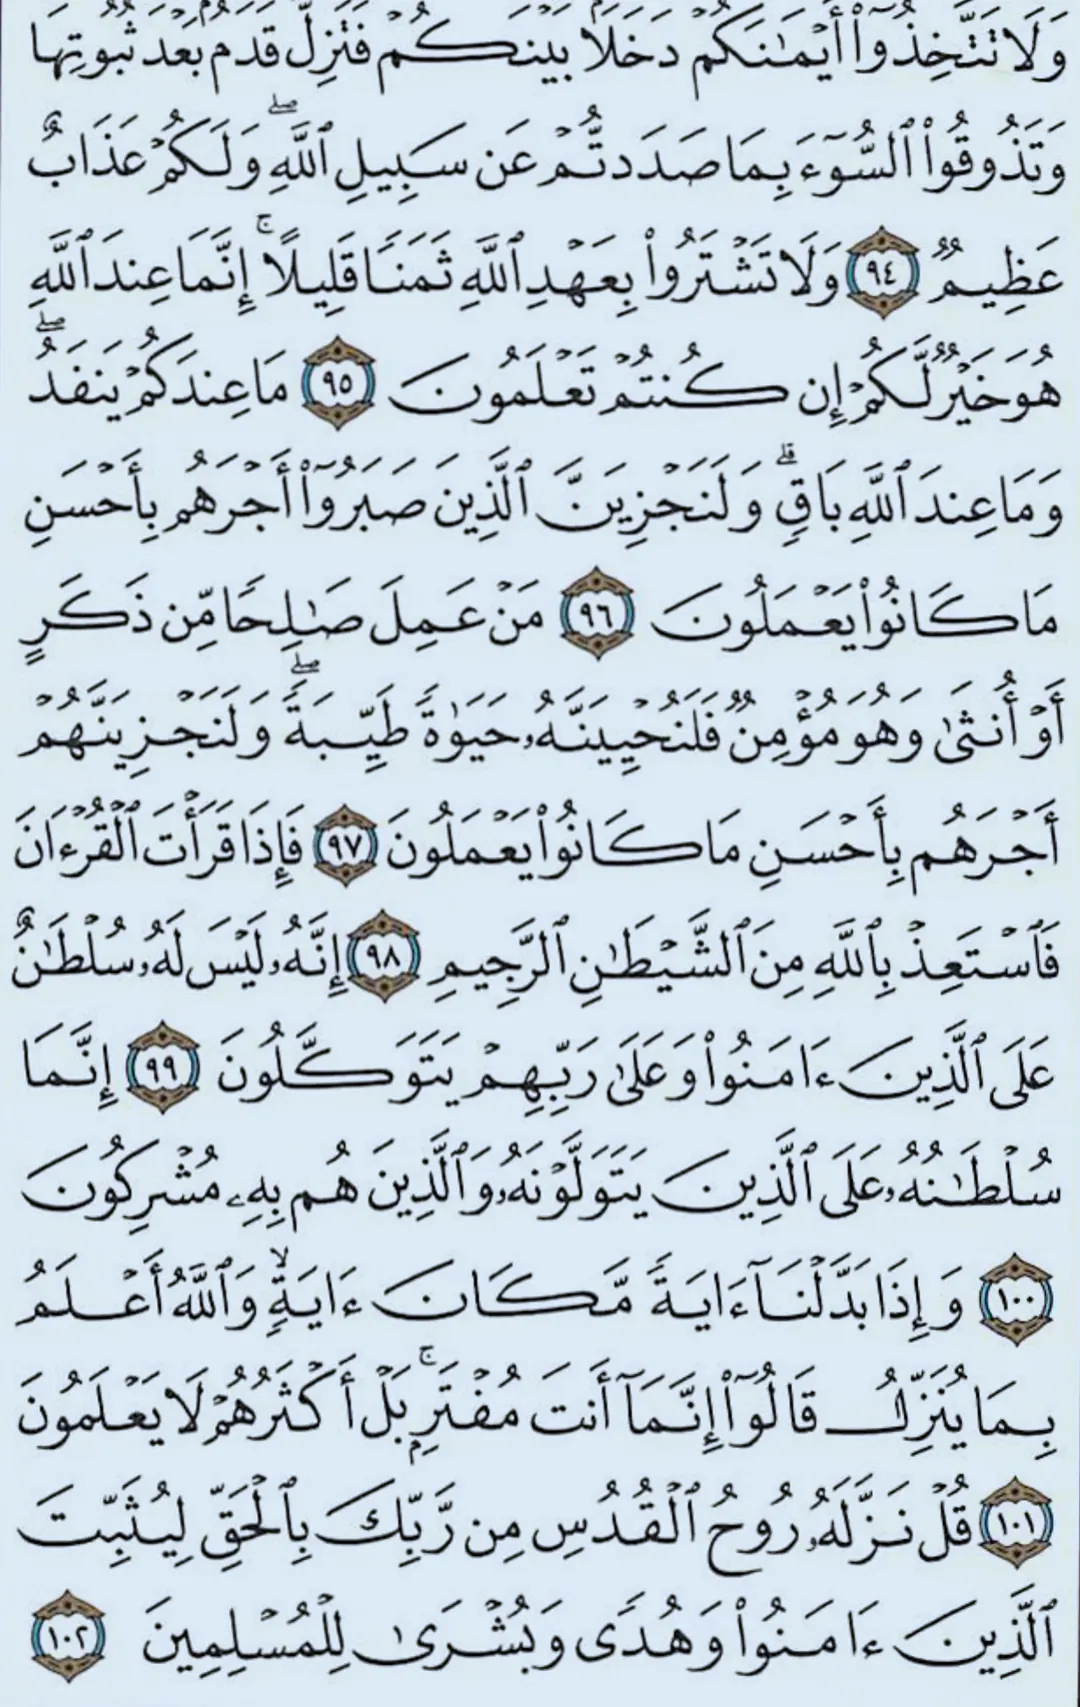 وَلَا تَتَّخِذُوٓا۟ أَيْمَـٰنَكُمْ دَخَلًۢا بَيْنَكُمْ فَتَزِلَّ قَدَمٌۢ بَعْدَ ثُبُوتِهَا
وَتَذُوقُوا۟ ٱلسُّوٓءَ بِمَا صَدَدتُّمْ عَن سَبِيلِ ٱللَّهِ ۖ وَلَكُمْ عَذَابٌ
عَظِيمٌ ٩٤ وَلَا تَشْتَرُوا۟ بِعَهْدِ ٱللَّهِ ثَمَنًا قَلِيلًا ۚ إِنَّمَا عِندَ ٱللَّهِ
هُوَ خَيْرٌ لَّكُمْ إِن كُنتُمْ تَعْلَمُونَ ٩٥ مَا عِندَكُمْ يَنفَدُ ۖ
وَمَا عِندَ ٱللَّهِ بَاقٍ ۗ وَلَنَجْزِيَنَّ ٱلَّذِينَ صَبَرُوٓا۟ أَجْرَهُم بِأَحْسَنِ
مَا كَانُوا۟ يَعْمَلُونَ ٩٦ مَنْ عَمِلَ صَـٰلِحًا مِّن ذَكَرٍ
أَوْ أُنثَىٰ وَهُوَ مُؤْمِنٌ فَلَنُحْيِيَنَّهُۥ حَيَوٰةً طَيِّبَةً ۖ وَلَنَجْزِيَنَّهُمْ
أَجْرَهُم بِأَحْسَنِ مَا كَانُوا۟ يَعْمَلُونَ ٩٧ فَإِذَا قَرَأْتَ ٱلْقُرْءَانَ
فَٱسْتَعِذْ بِٱللَّهِ مِنَ ٱلشَّيْطَـٰنِ ٱلرَّجِيمِ ٩٨ إِنَّهُۥ لَيْسَ لَهُۥ سُلْطَـٰنٌ
عَلَى ٱلَّذِينَ ءَامَنُوا۟ وَعَلَىٰ رَبِّهِمْ يَتَوَكَّلُونَ ٩٩ إِنَّمَا
سُلْطَـٰنُهُۥ عَلَى ٱلَّذِينَ يَتَوَلَّوْنَهُۥ وَٱلَّذِينَ هُم بِهِۦ مُشْرِكُونَ
١٠٠ وَإِذَا بَدَّلْنَآ ءَايَةً مَّكَانَ ءَايَةٍ ۙ وَٱللَّهُ أَعْلَمُ
بِمَا يُنَزِّلُ قَالُوٓا۟ إِنَّمَآ أَنتَ مُفْتَرٍۭ ۚ بَلْ أَكْثَرُهُمْ لَا يَعْلَمُونَ
١٠١ قُلْ نَزَّلَهُۥ رُوحُ ٱلْقُدُسِ مِن رَّبِّكَ بِٱلْحَقِّ لِيُثَبِّتَ
ٱلَّذِينَ ءَامَنُوا۟ وَهُدًى وَبُشْرَىٰ لِلْمُسْلِمِينَ ١٠٢